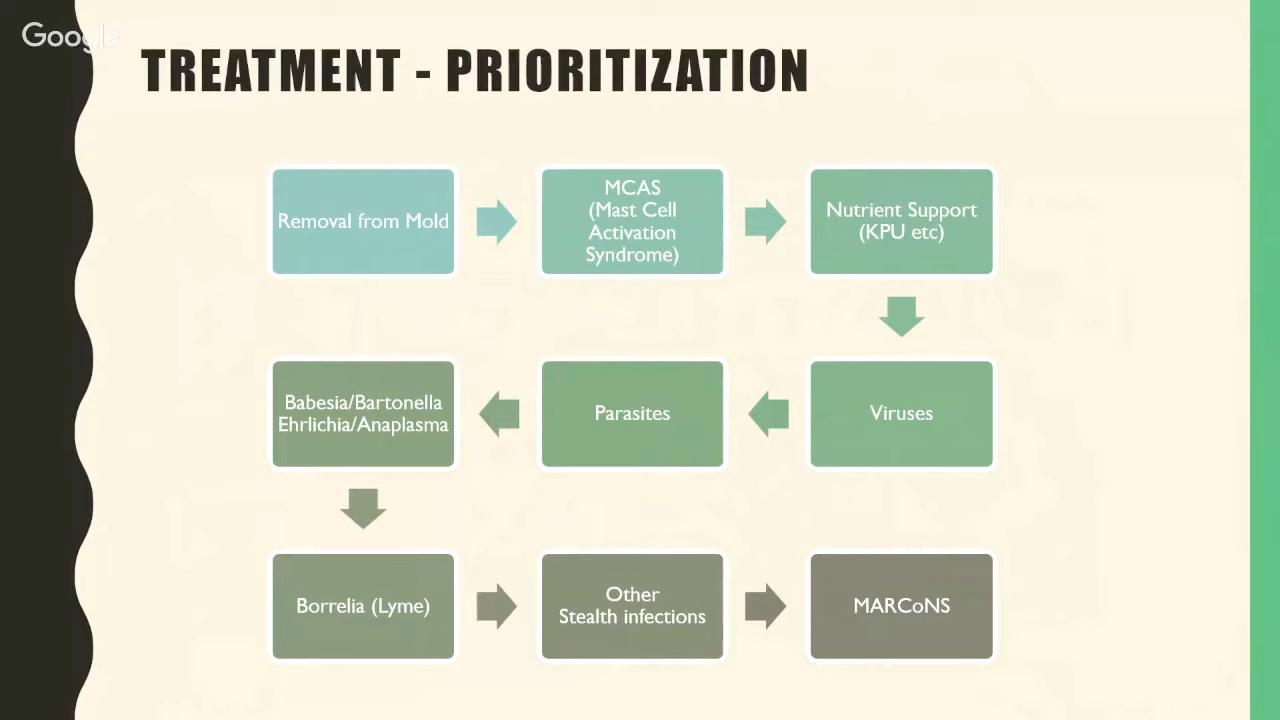 Google
TREATMENT - PRIORITIZATION
Removal from Mold
MCAS
(Mast Cell
Activation
Syndrome)
Nutrient Support
(KPU etc)
Viruses
Parasites
Babesia/Bartonella
Ehrlichia/Anaplasma
Borrelia (Lyme)
Other
Stealth infections
MARCoNS